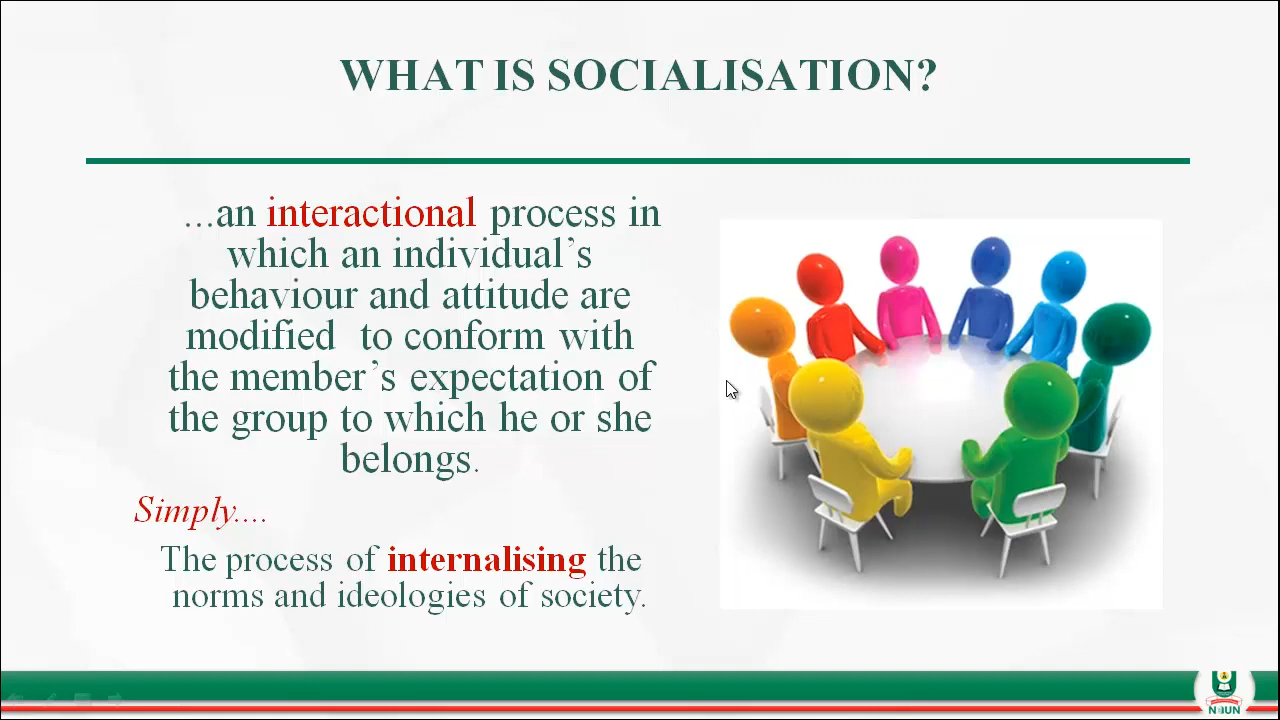 WHAT IS SOCIALISATION?
...an interactional process in
which an individual’s
behaviour and attitude are
modified  to conform with
the member’s expectation of
the group to which he or she
belongs.
Simply....
The process of internalising the
norms and ideologies of society.
NOUN